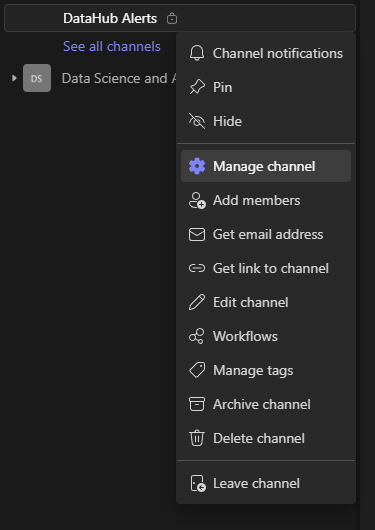 DataHub Alerts
See all channels
DS
Data Science and
Channel notifications
Pin
Hide
Manage channel
Add members
Get email address
Get link to channel
Edit channel
Workflows
Manage tags
Archive channel
Delete channel
Leave channel